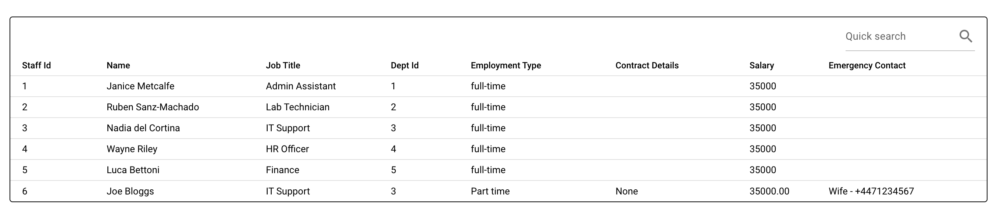 Quick search
Staff Id Name Job Title Dept Id Employment Type Contract Details Salary Emergency Contact
1 Janice Metcalfe Admin Assistant 1 full-time 35000
2 Ruben Sanz-Machado Lab Technician 2 full-time 35000
3 Nadia del Cortina IT Support 3 full-time 35000
4 Wayne Riley HR Officer 4 full-time 35000
5 Luca Bettoni Finance 5 full-time 35000
6 Joe Bloggs IT Support 3 Part time None 35000.00 Wife - +4471234567